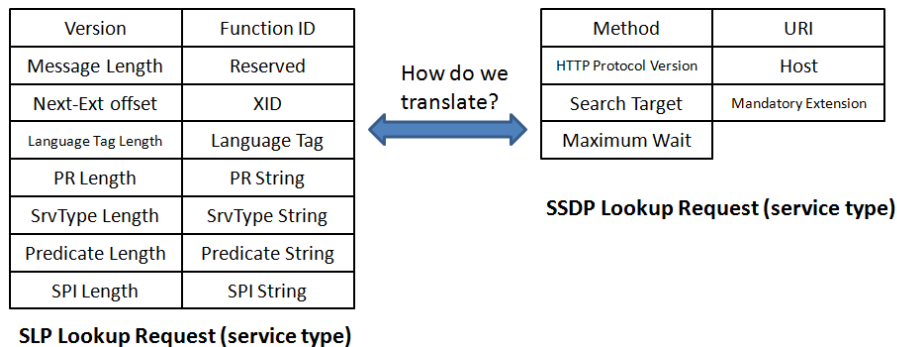 Version Function ID
Message Length Reserved
Next-Ext offset XID
Language Tag Length Language Tag
PR Length PR String
SrvType Length SrvType String
Predicate Length Predicate String
SPI Length SPI String
SLP Lookup Request (service type)
How do we
translate?
Method URI
HTTP Protocol Version Host
Search Target Mandatory Extension
Maximum Wait
SSDP Lookup Request (service type)